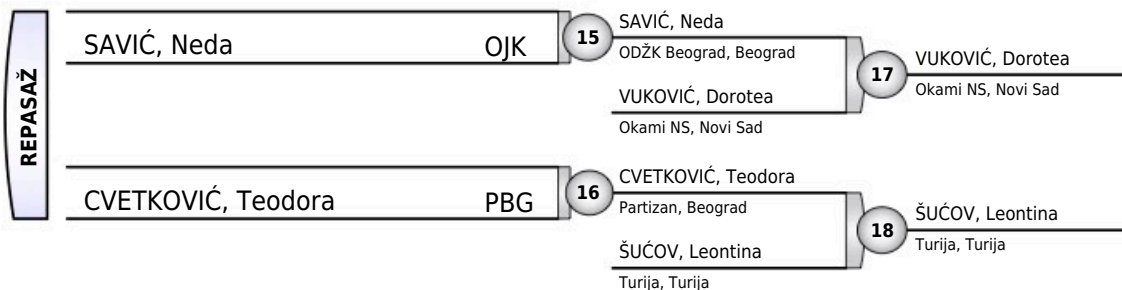 REPASAŽ
SAVIĆ, Neda OJK
15
SAVIĆ, Neda
ODŽK Beograd, Beograd
VUKOVIĆ, Dorotea
Okami NS, Novi Sad
17
VUKOVIĆ, Dorotea
Okami NS, Novi Sad
CVETKOVIĆ, Teodora PBG
16
CVETKOVIĆ, Teodora
Partizan, Beograd
ŠUĆOV, Leontina
Turija, Turija
18
ŠUĆOV, Leontina
Turija, Turija